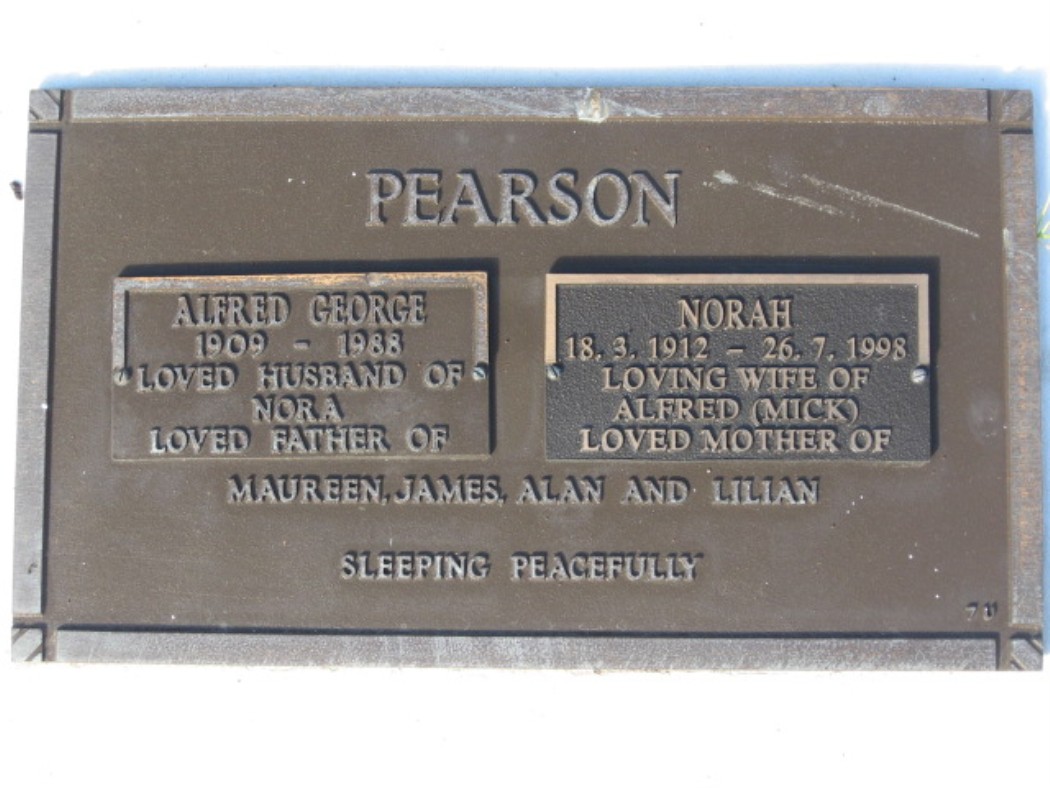 PEARSON
ALFRED GEORGE
1909 - 1988
LOVED HUSBAND OF
NORA
LOVED FATHER OF
NORAH
18. 3. 1912 - 26. 7. 1998
LOVING WIFE OF
ALFRED (MICK)
LOVED MOTHER OF
MAUREEN, JAMES, ALAN AND LILIAN
SLEEPING PEACEFULLY